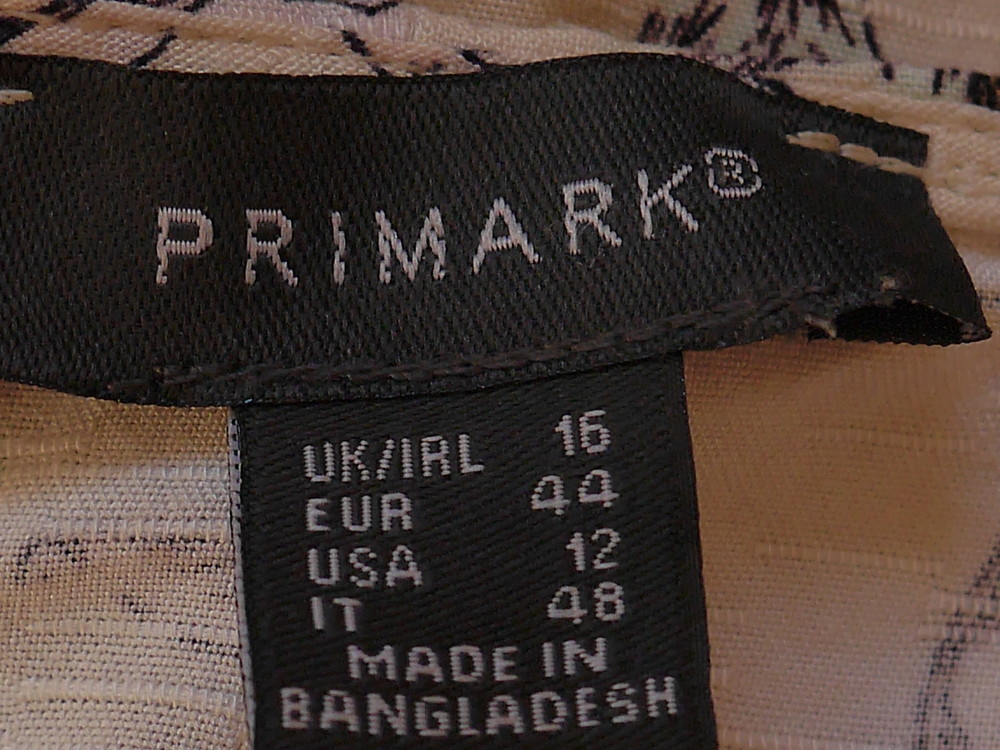 PRIMARK®
UK/IRL 16
EUR 44
USA 12
IT 48
MADE IN
BANGLADESH